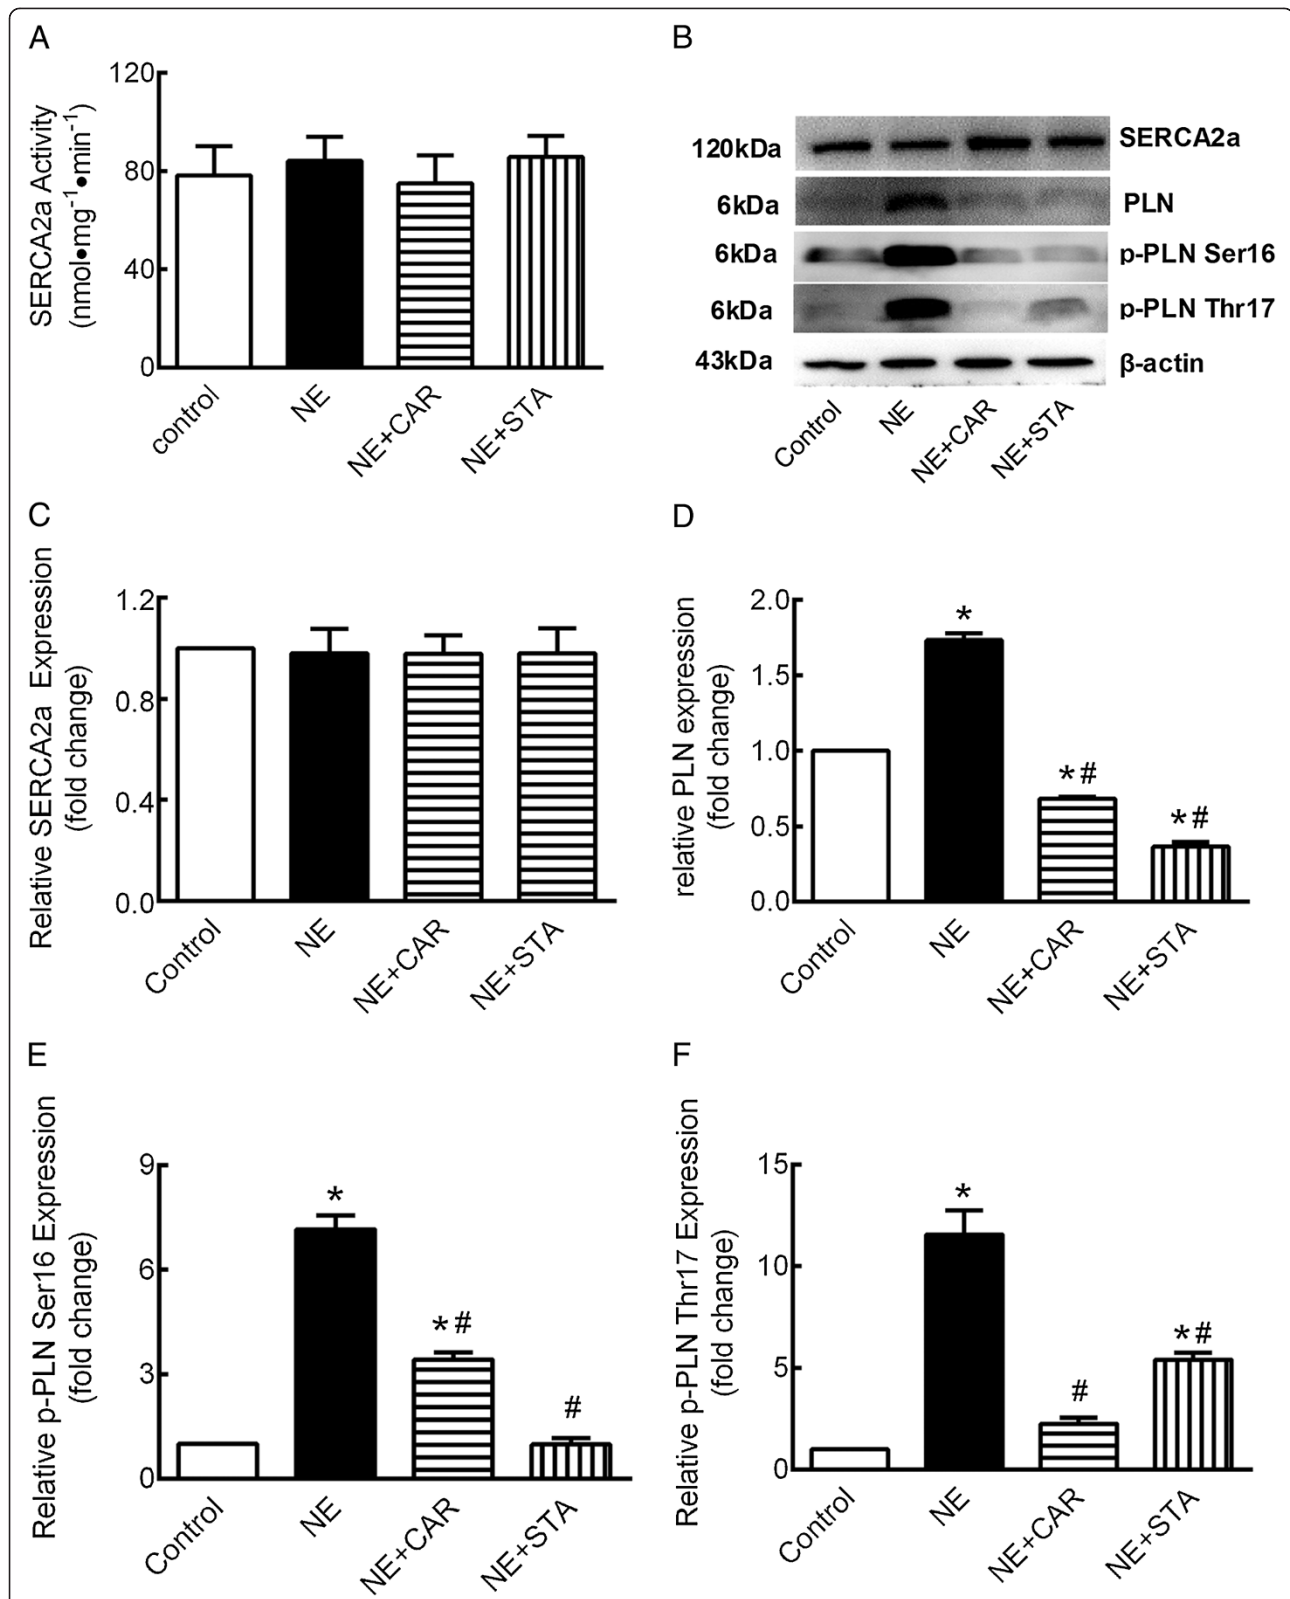 A
SERCA2a Activity
(nmol•mg⁻¹•min⁻¹)
120
80
40
0
control
NE
NE+CAR
NE+STA
B
120kDa
SERCA2a
6kDa
PLN
6kDa
p-PLN Ser16
6kDa
p-PLN Thr17
43kDa
β-actin
Control
NE
NE+CAR
NE+STA
C
Relative SERCA2a Expression
(fold change)
1.2
0.8
0.4
0.0
Control
NE
NE+CAR
NE+STA
D
relative PLN expression
(fold change)
2.0
1.5
1.0
0.5
0.0
*
*#
*#
Control
NE
NE+CAR
NE+STA
E
Relative p-PLN Ser16 Expression
(fold change)
9
6
3
0
*
*#
#
Control
NE
NE+CAR
NE+STA
F
Relative p-PLN Thr17 Expression
(fold change)
15
10
5
0
*
#
*#
Control
NE
NE+CAR
NE+STA